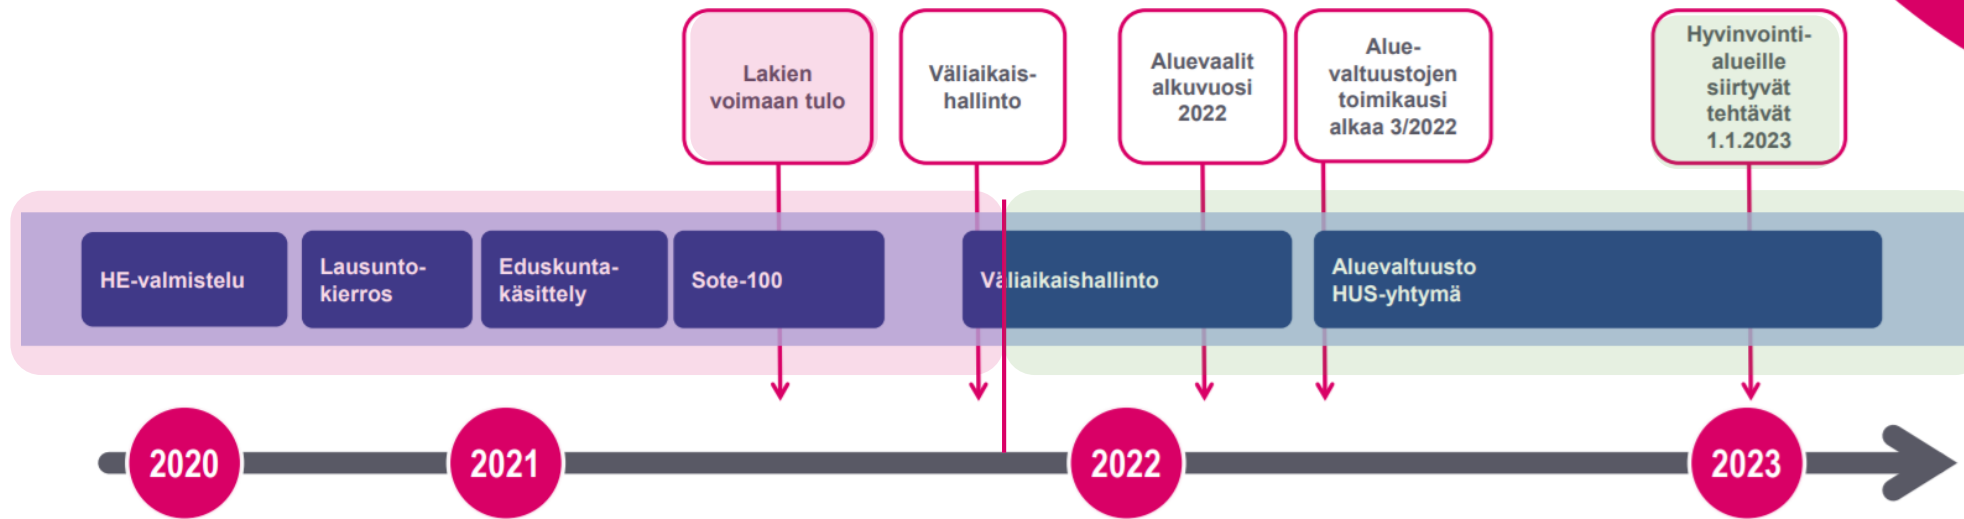 Lakien
voimaan tulo
Väliaikais-
hallinto
Aluevaalit
alkuvuosi
2022
Alue-
valtuustojen
toimikausi
alkaa 3/2022
Hyvinvointi-
alueille
siirtyvät
tehtävät
1.1.2023
HE-valmistelu
Lausunto-
kierros
Eduskunta-
käsittely
Sote-100
Väliaikaishallinto
Aluevaltuusto
HUS-yhtymä
2020
2021
2022
2023